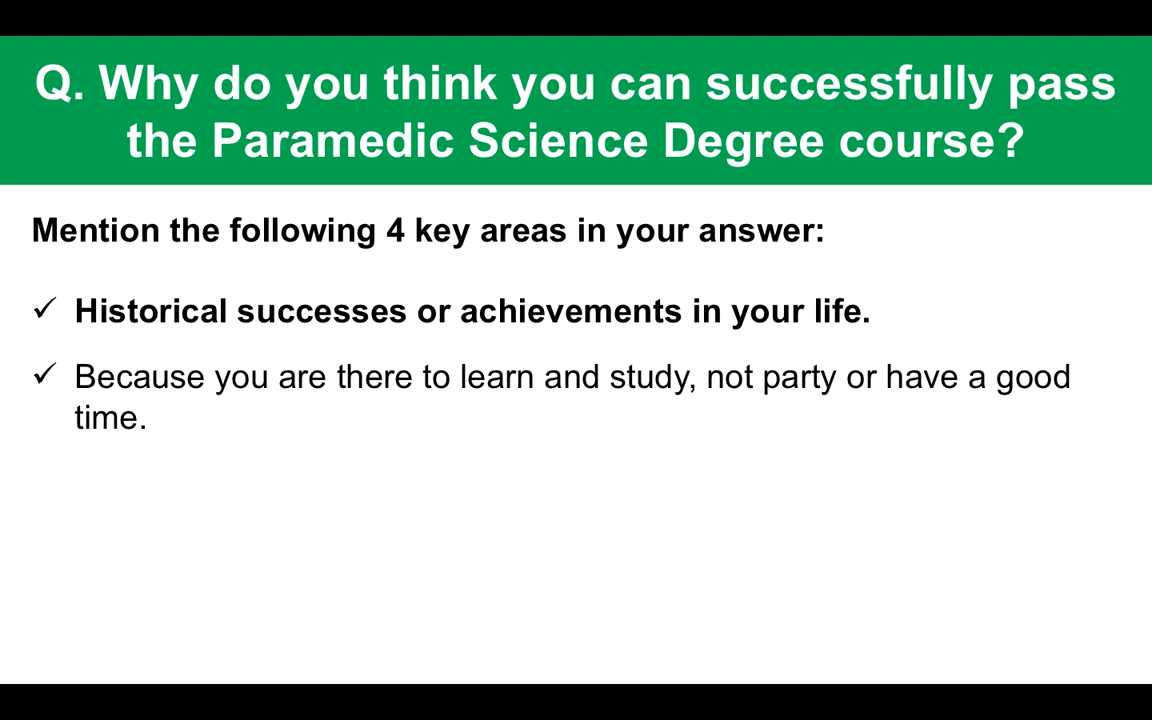 Q. Why do you think you can successfully pass
the Paramedic Science Degree course?
Mention the following 4 key areas in your answer:
✓ Historical successes or achievements in your life.
✓ Because you are there to learn and study, not party or have a good
time.